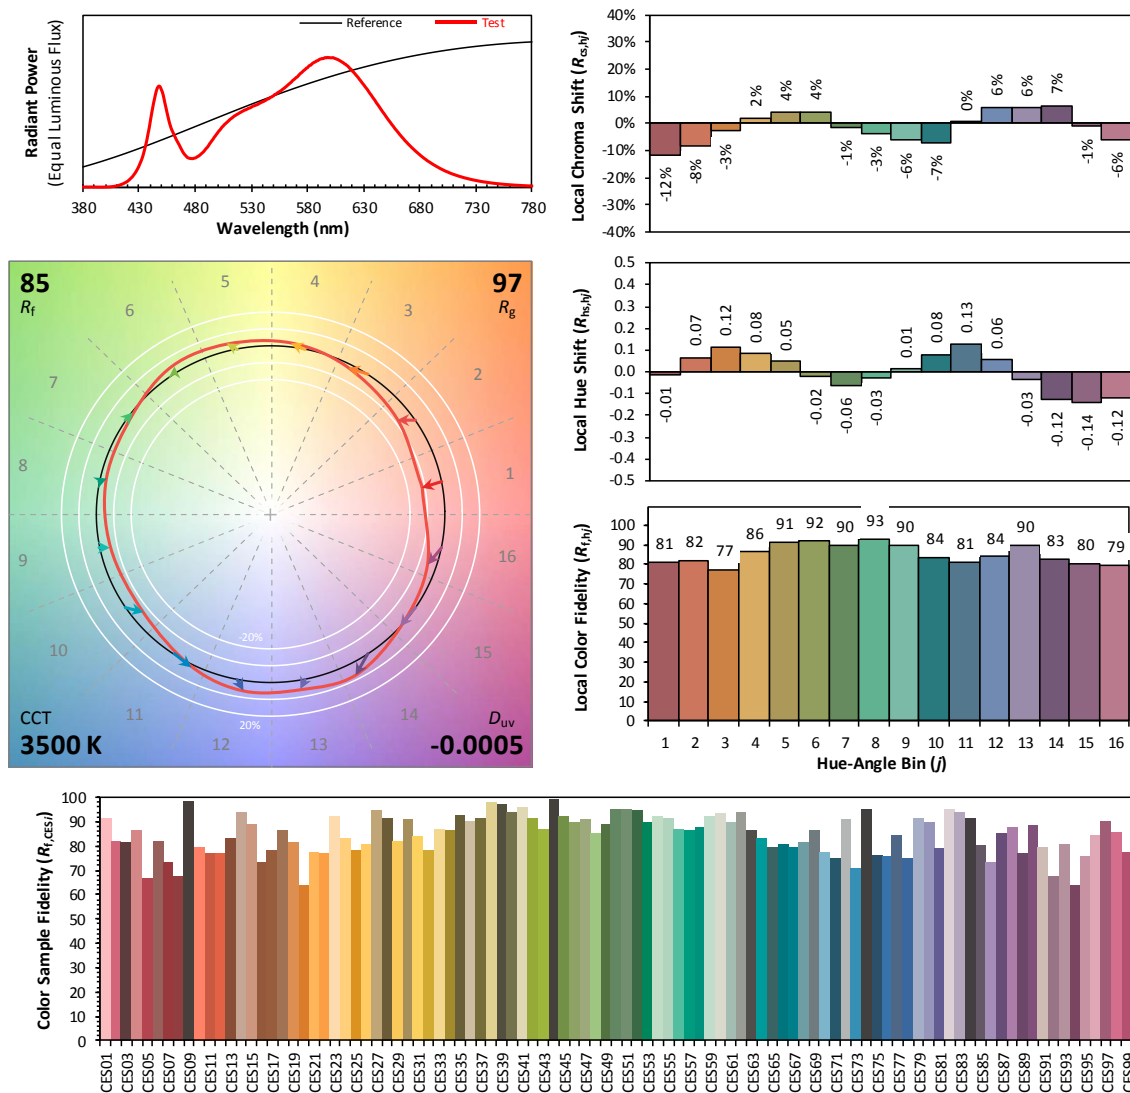 Radiant Power
(Equal Luminous Flux)
Reference
Test
380
430
480
530
580
630
680
730
780
Wavelength (nm)
Local Chroma Shift (Rcs,hj)
40%
30%
20%
10%
0%
-10%
-20%
-30%
-40%
-12%
-8%
-3%
2%
4%
4%
-1%
-3%
-6%
-7%
0%
6%
6%
7%
-1%
-6%
85
Rf
97
Rg
5
4
6
3
7
2
8
1
9
16
10
15
11
14
12
13
-20%
20%
CCT
3500 K
Duv
-0.0005
Local Hue Shift (Rhs,hj)
0.5
0.4
0.3
0.2
0.1
0.0
-0.1
-0.2
-0.3
-0.4
-0.5
-0.01
0.07
0.12
0.08
0.05
-0.02
-0.06
-0.03
0.01
0.08
0.13
0.06
-0.03
-0.12
-0.14
-0.12
Local Color Fidelity (Rf,hj)
100
90
80
70
60
50
40
30
20
10
0
81
82
77
86
91
92
90
93
90
84
81
84
90
83
80
79
1 2 3 4 5 6 7 8 9 10 11 12 13 14 15 16
Hue-Angle Bin (j)
Color Sample Fidelity (Rf,CESi)
100
90
80
70
60
50
40
30
20
10
0
CES01
CES03
CES05
CES07
CES09
CES11
CES13
CES15
CES17
CES19
CES21
CES23
CES25
CES27
CES29
CES31
CES33
CES35
CES37
CES39
CES41
CES43
CES45
CES47
CES49
CES51
CES53
CES55
CES57
CES59
CES61
CES63
CES65
CES67
CES69
CES71
CES73
CES75
CES77
CES79
CES81
CES83
CES85
CES87
CES89
CES91
CES93
CES95
CES97
CES99